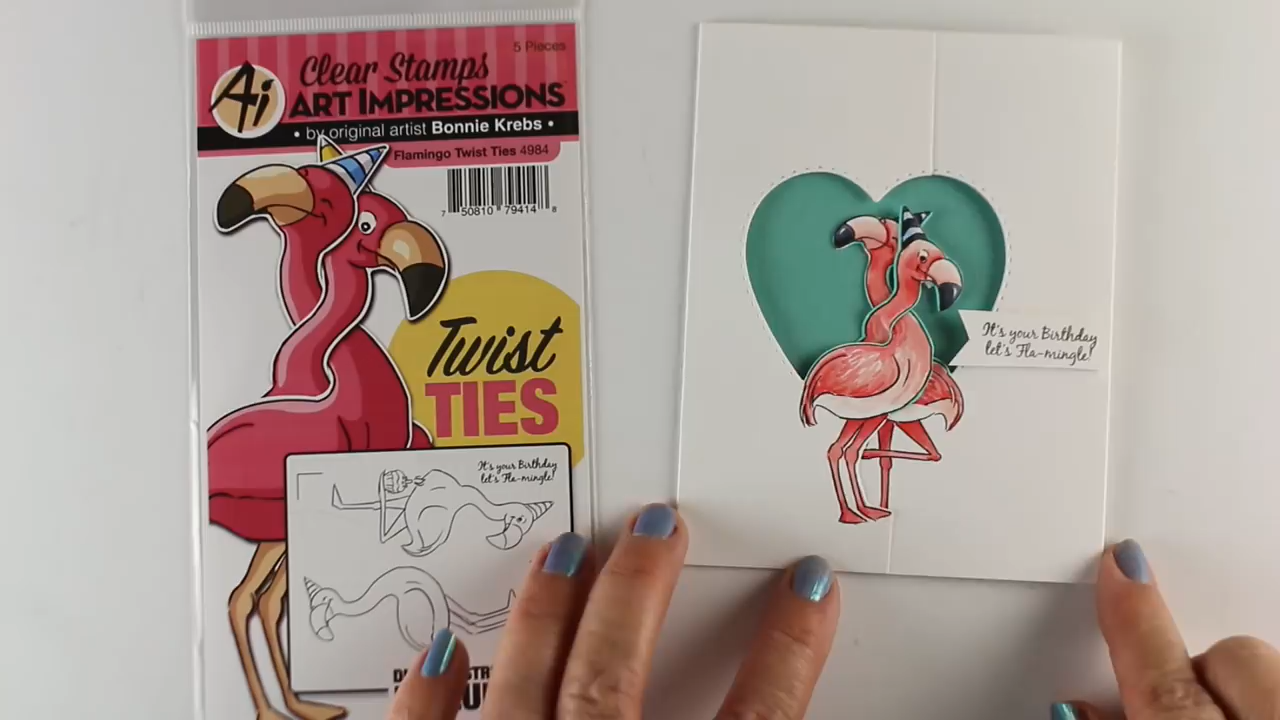 5 Pieces
Ai
Clear Stamps
ART IMPRESSIONS
• by original artist Bonnie Krebs •
Flamingo Twist Ties 4984
7 50810 79414 8
Twist
TIES
It's your Birthday
let's Fla-mingle!
It's your Birthday
let's Fla-mingle!